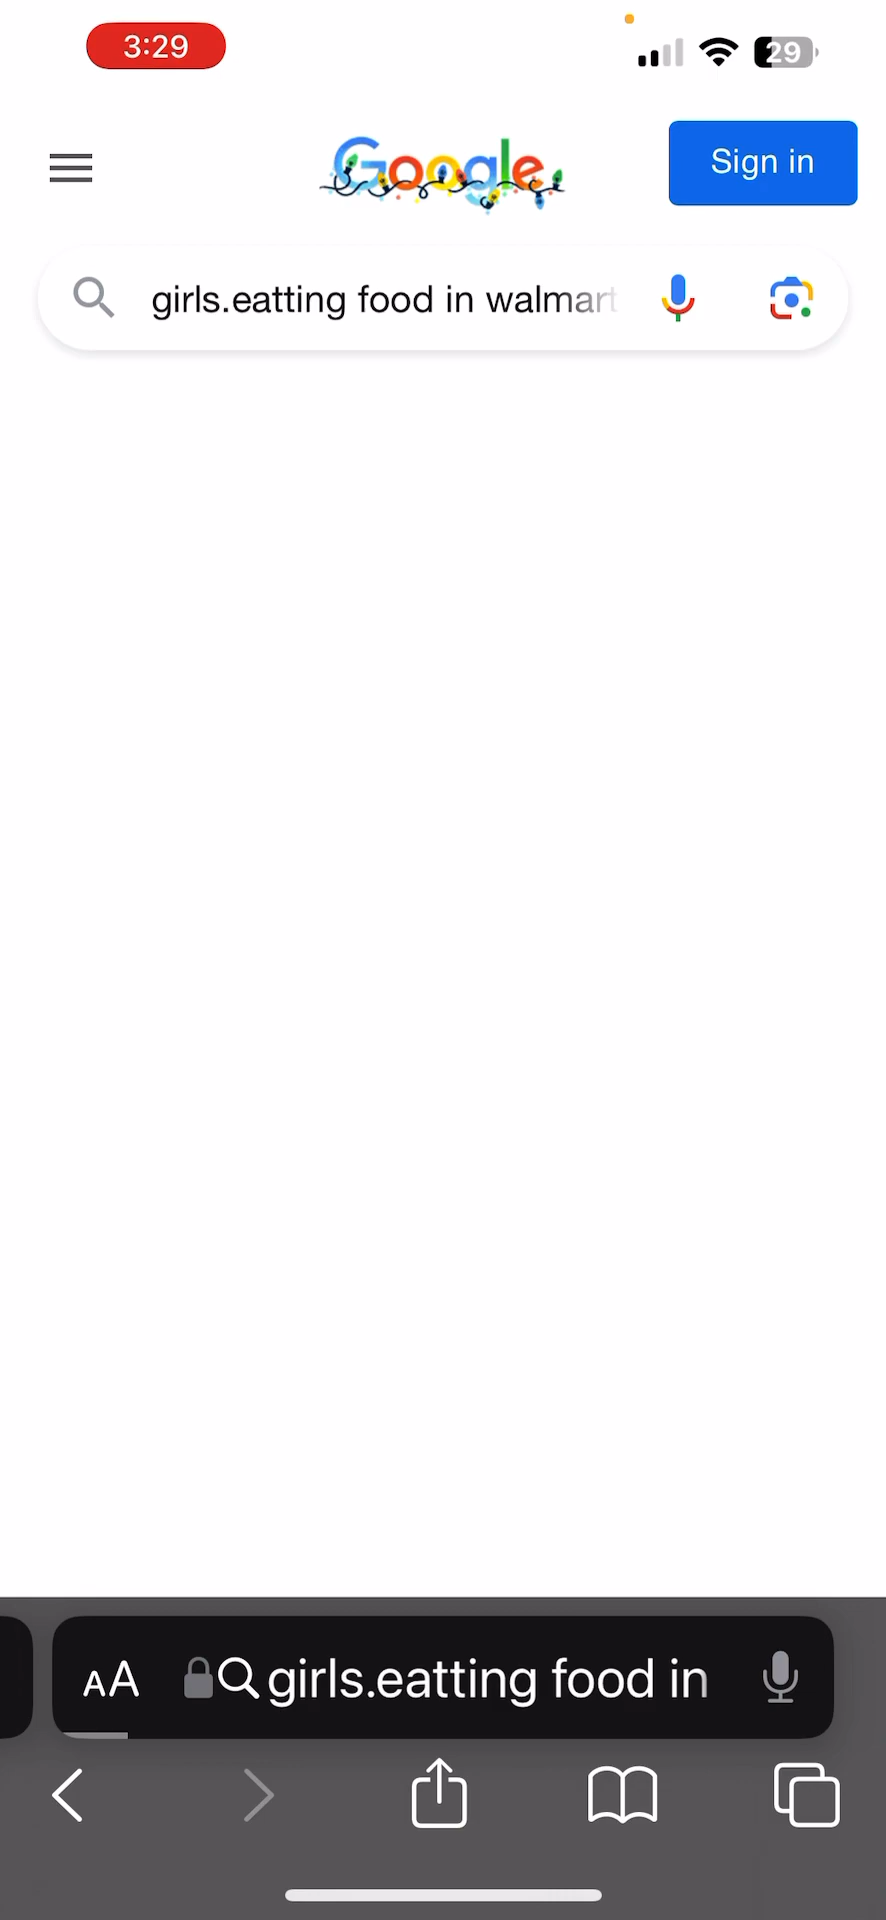 3:29
29
Google
Sign in
girls.eatting food in walmart
AA
girls.eatting food in